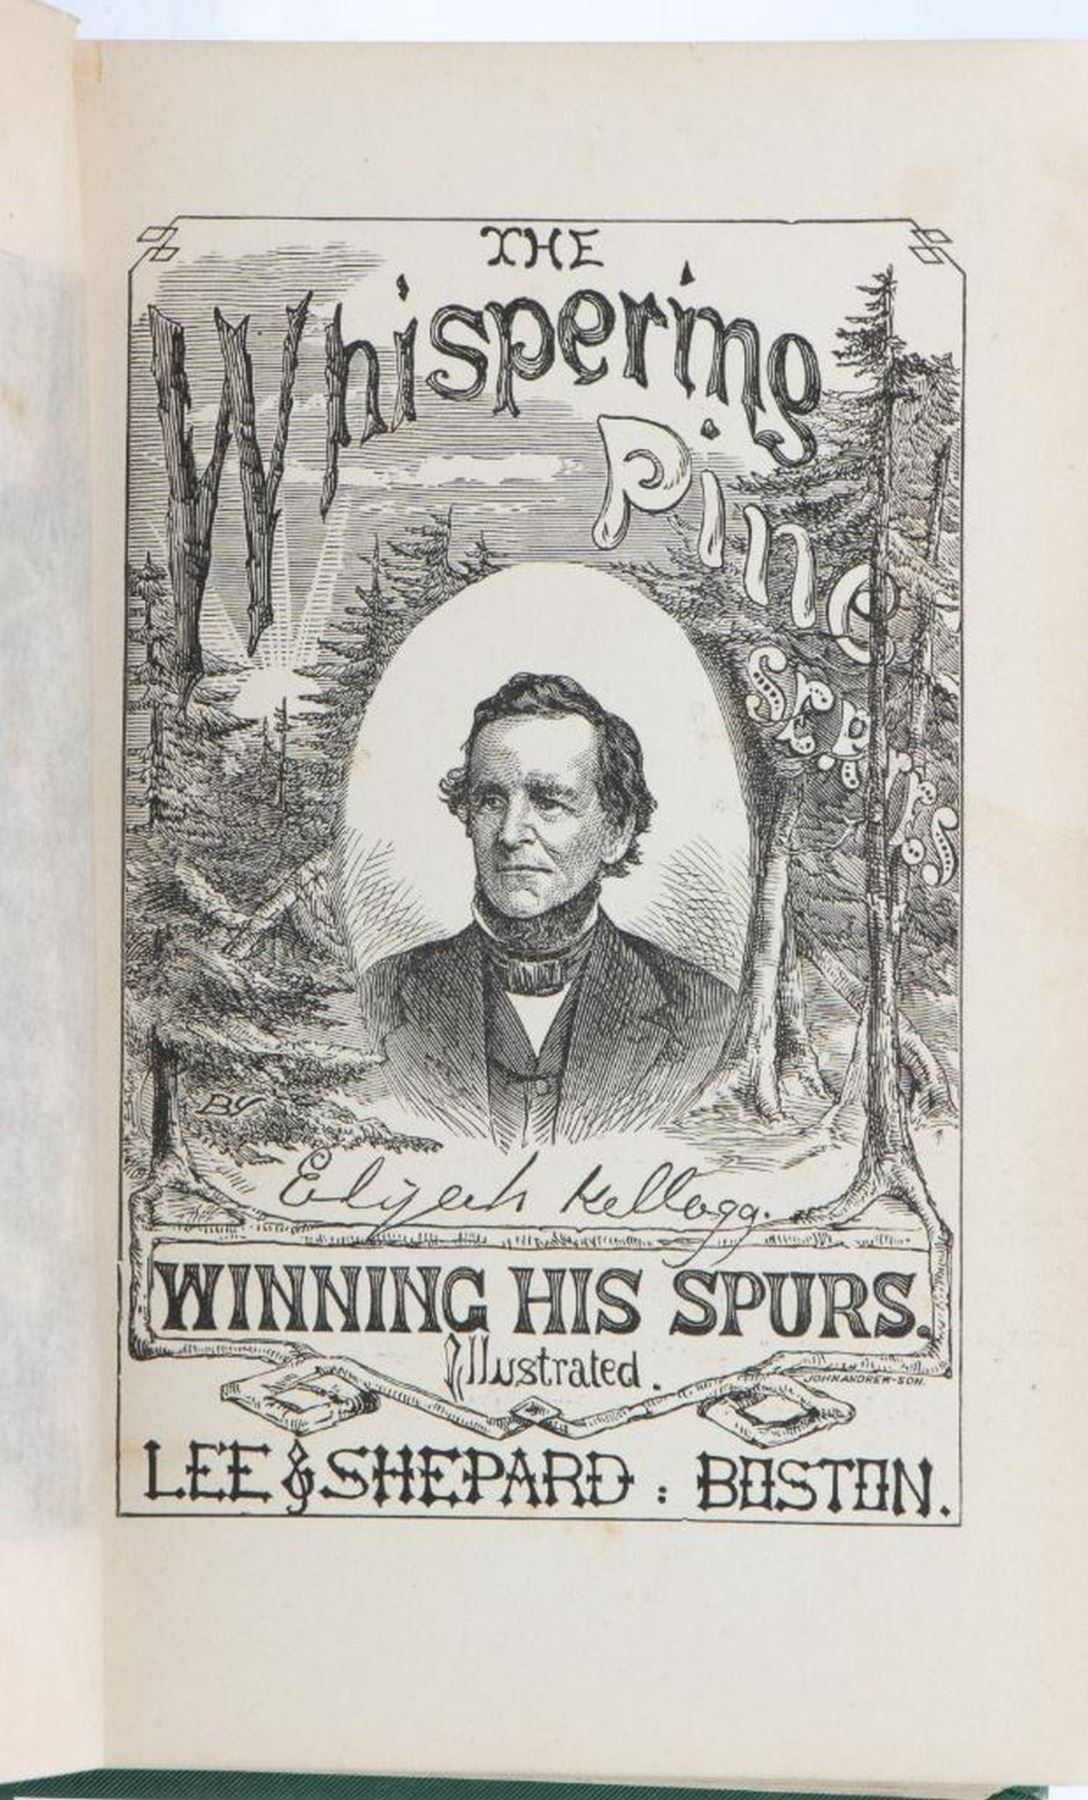 THE
Whispering
Pine
SERIES
BY
Elijah Kellogg.
WINNING HIS SPURS.
Illustrated.
JOHN ANDREW-SON.
LEE & SHEPARD : BOSTON.